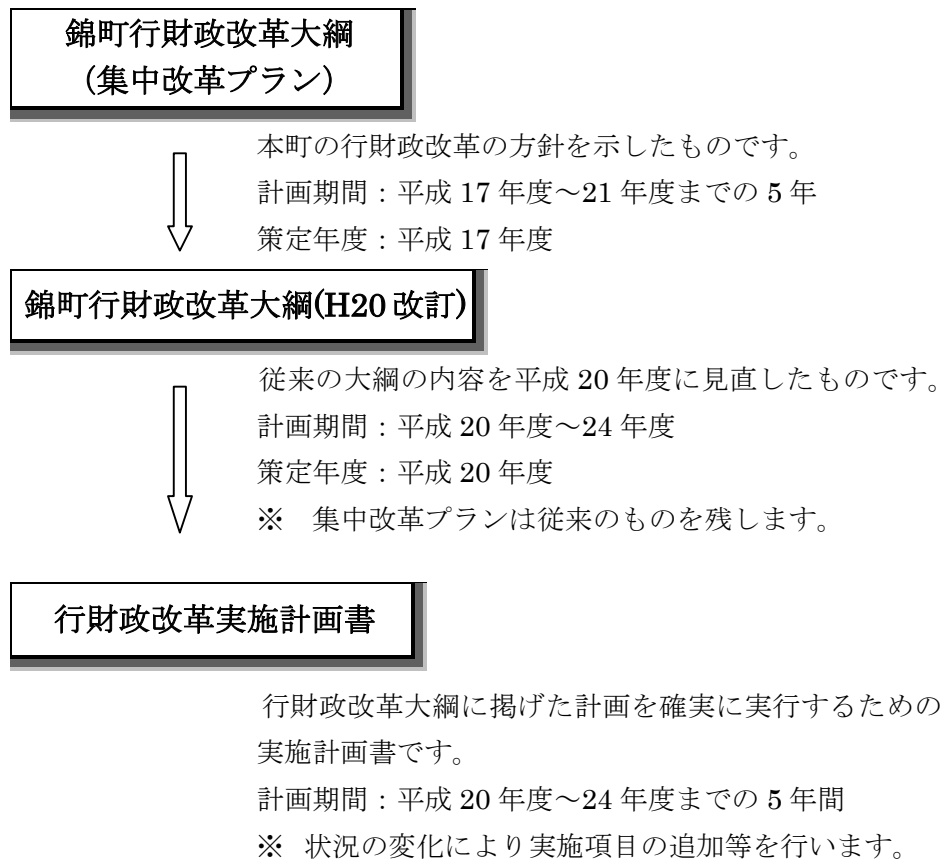 錦町行財政改革大綱
(集中改革プラン)
本町の行財政改革の方針を示したものです。
計画期間：平成 17 年度～21 年度までの 5 年
策定年度：平成 17 年度
錦町行財政改革大綱(H20 改訂)
従来の大綱の内容を平成 20 年度に見直したものです。
計画期間：平成 20 年度～24 年度
策定年度：平成 20 年度
※　集中改革プランは従来のものを残します。
行財政改革実施計画書
行財政改革大綱に掲げた計画を確実に実行するための
実施計画書です。
計画期間：平成 20 年度～24 年度までの 5 年間
※ 状況の変化により実施項目の追加等を行います。